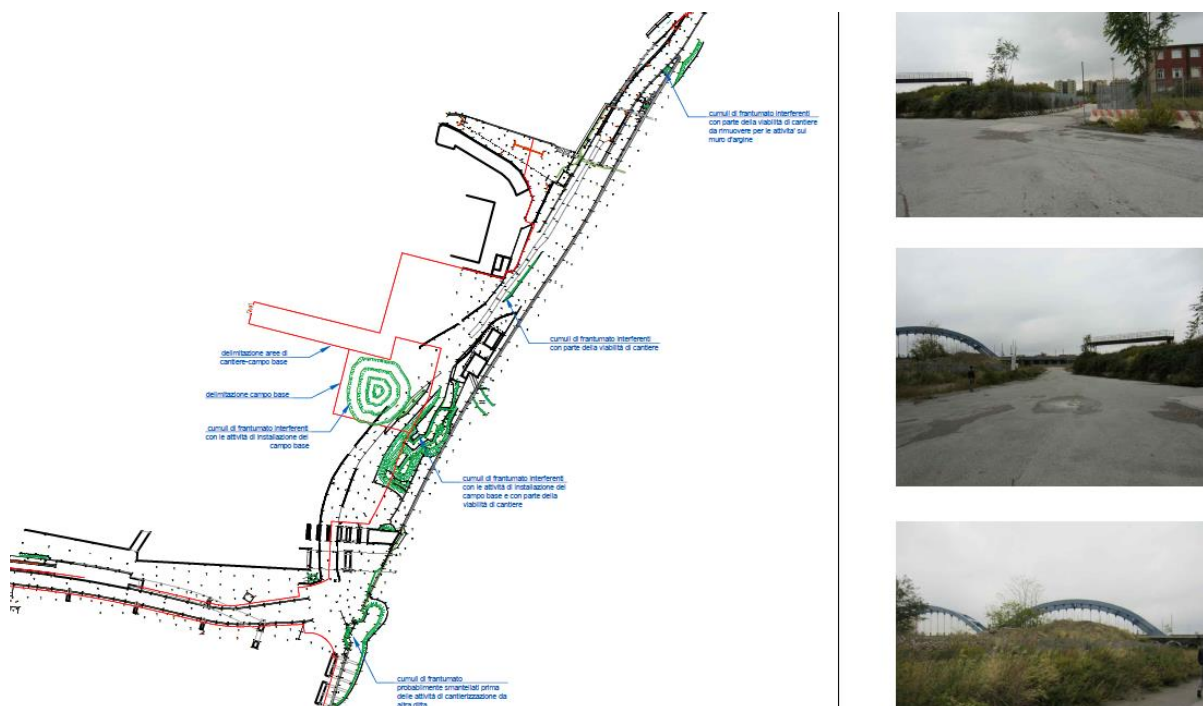 cumuli di frantumato interferenti
con parte della viabilità di cantiere
da rimuovere per le attivita' sul
muro d'argine
cumuli di frantumato interferenti
con parte della viabilità di cantiere
delimitazione aree di
cantiere-campo base
delimitazione campo base
cumuli di frantumato interferenti
con le attività di installazione del
campo base
cumuli di frantumato interferenti
con le attività di installazione del
campo base e con parte della
viabilità di cantiere
cumuli di frantumato
probabilmente smantellati prima
delle attività di cantierizzazione da
altra ditta